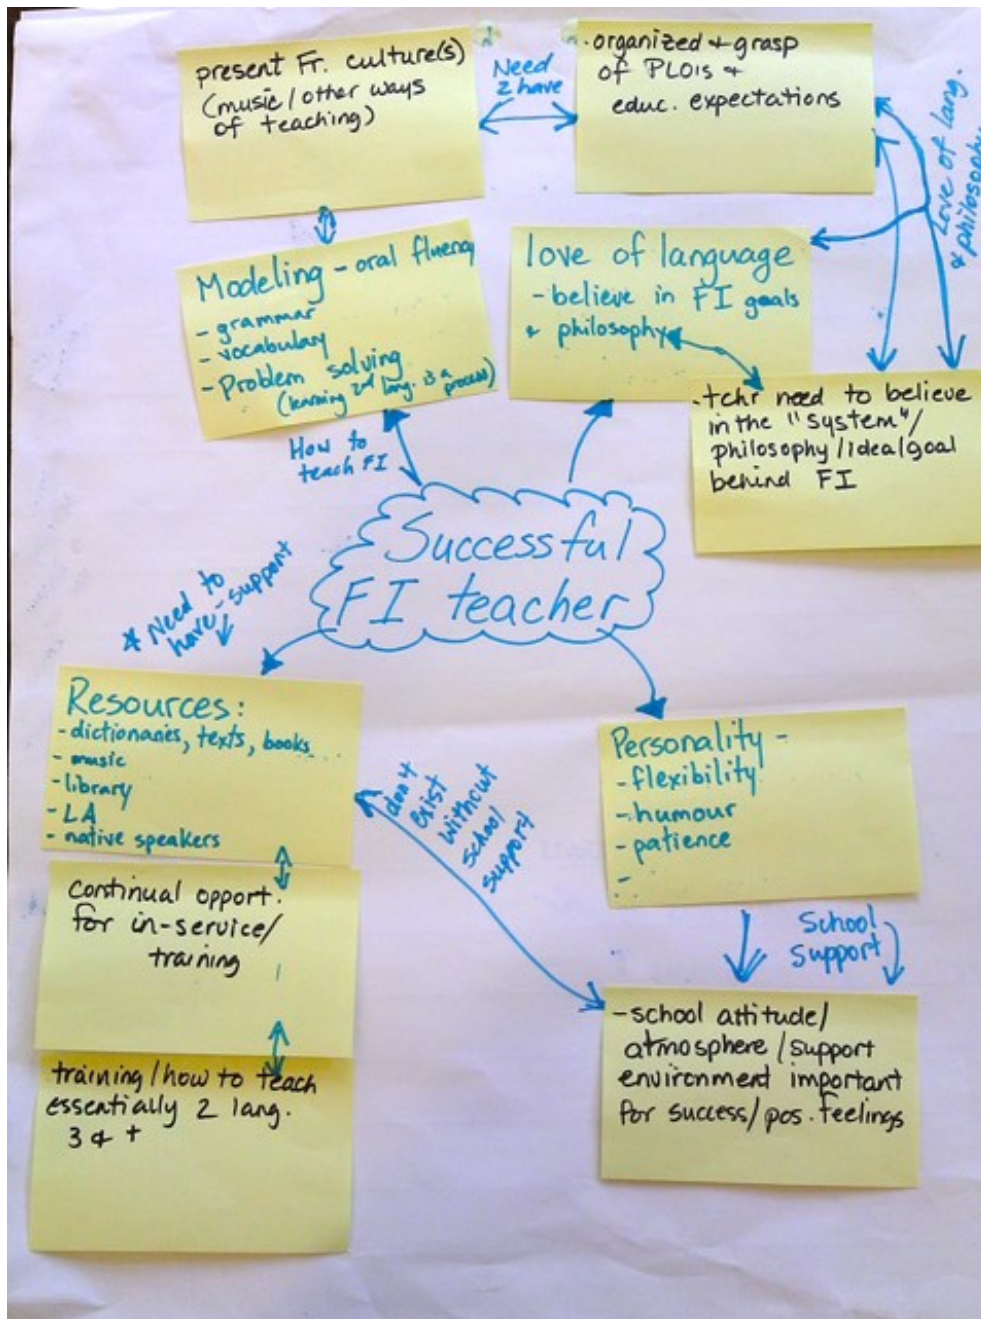 present Fr. culture(s)
(music / other ways
of teaching)
Need
2 have
. organized + grasp
of PLO's +
educ. expectations
Love of lang.
& philosophy
Modeling - oral fluency
- grammar
- vocabulary
- Problem solving
(learning 2nd lang. is a process)
love of language
- believe in FI goals
& philosophy
. tchr need to believe
in the "system"/
philosophy / idea / goal
behind FI
How to
teach FI
Successful
FI teacher
* Need to
have - support
Resources:
- dictionaries, texts, books...
- music
- library
- LA
- native speakers
continual opport.
for in-service/
training
training / how to teach
essentially 2 lang.
3 & +
don't
exist
without
school
support
Personality -
- flexibility
- humour
- patience
-
School
Support
- school attitude/
atmosphere / support
environment important
for success / pos. feelings